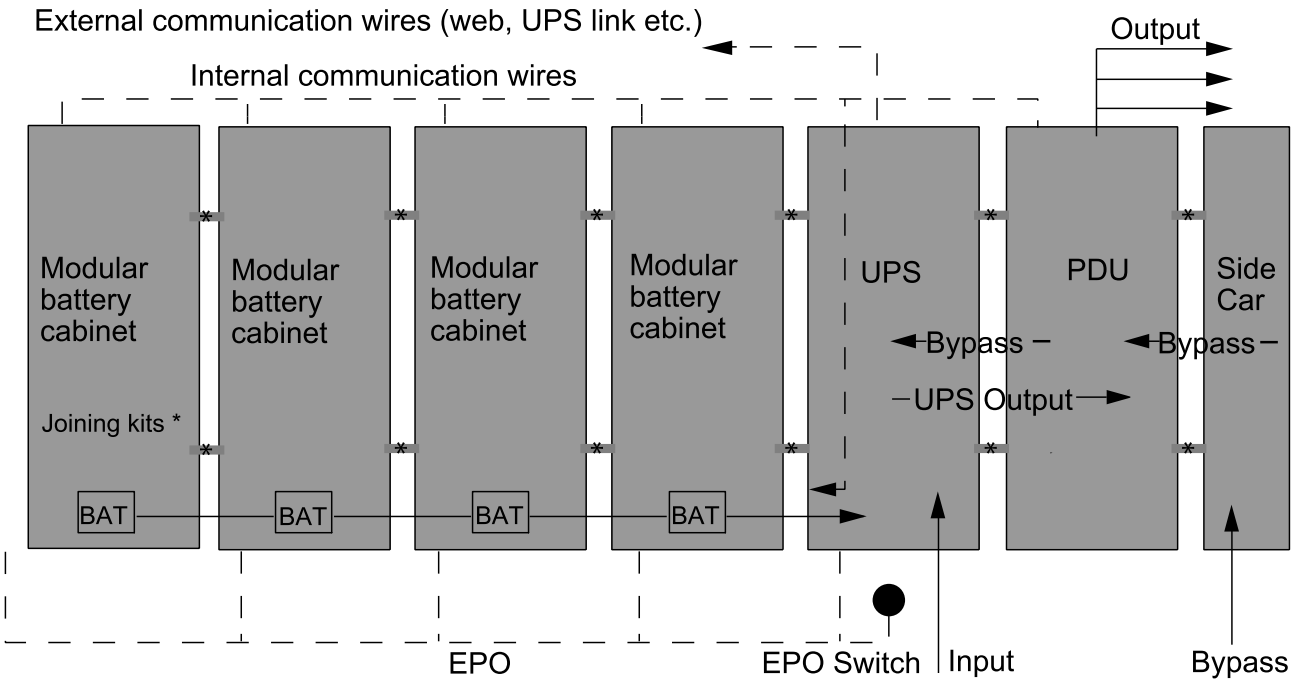 External communication wires (web, UPS link etc.)
Output
Internal communication wires
* * * * * *
Modular
battery
cabinet
Modular
battery
cabinet
Modular
battery
cabinet
Modular
battery
cabinet
UPS
PDU
Side
Car
Bypass
Bypass
UPS Output
Joining kits *
* * * * * *
BAT
BAT
BAT
BAT
EPO
EPO Switch
Input
Bypass